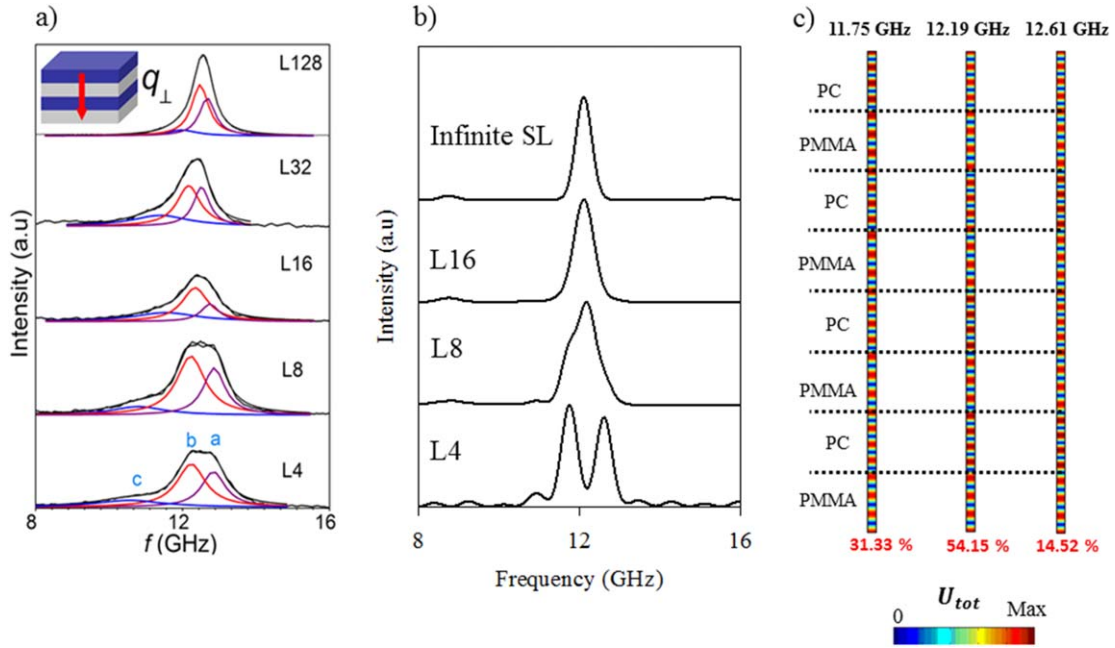 a)
q⊥
L128
L32
L16
L8
L4
a
b
c
Intensity (a.u)
8
12
16
f (GHz)
b)
Infinite SL
L16
L8
L4
Intensity (a.u)
8
12
16
Frequency (GHz)
c)
11.75 GHz 12.19 GHz 12.61 GHz
PC
PMMA
PC
PMMA
PC
PMMA
PC
PMMA
31.33 % 54.15 % 14.52 %
U_tot
0 Max